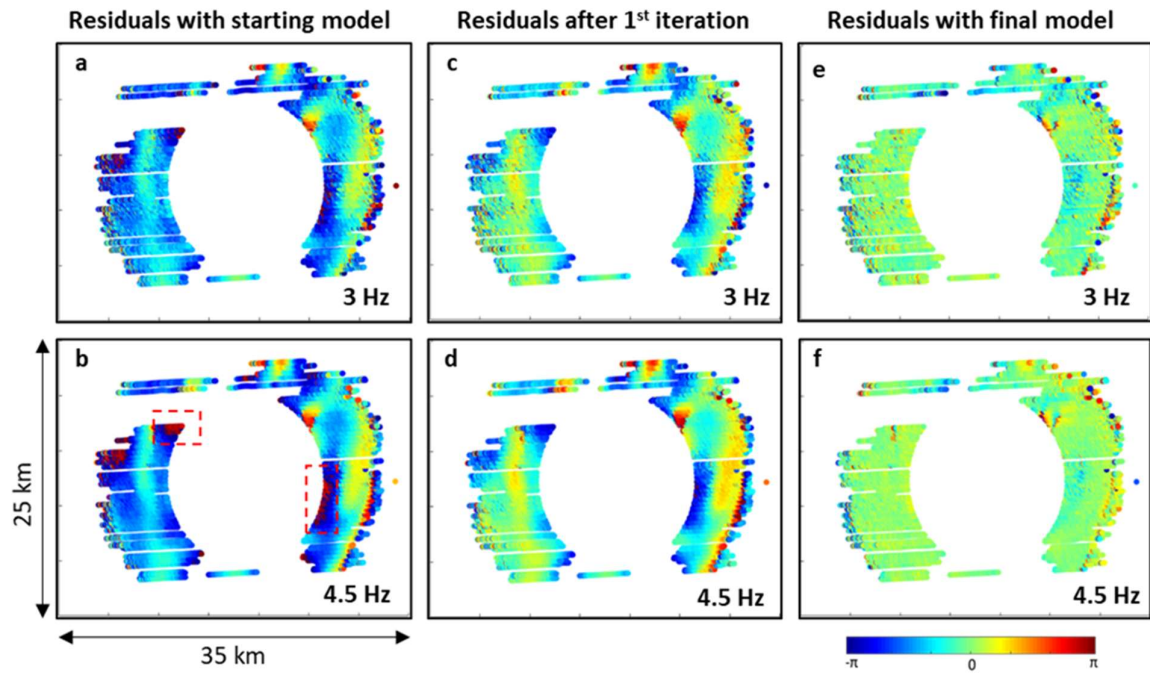 Residuals with starting model
Residuals after 1st iteration
Residuals with final model
a
c
e
3 Hz
3 Hz
3 Hz
b
d
f
25 km
4.5 Hz
4.5 Hz
4.5 Hz
35 km
-π
0
π